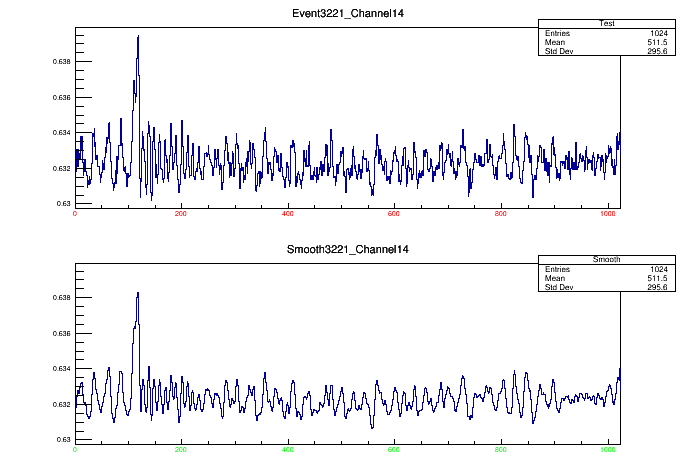 Event3221_Channel14
Test
Entries 1024
Mean 511.5
Std Dev 295.6
0.638
0.636
0.634
0.632
0.63
0 200 400 600 800 1000
Smooth3221_Channel14
Smooth
Entries 1024
Mean 511.5
Std Dev 295.6
0.638
0.636
0.634
0.632
0.63
0 200 400 600 800 1000